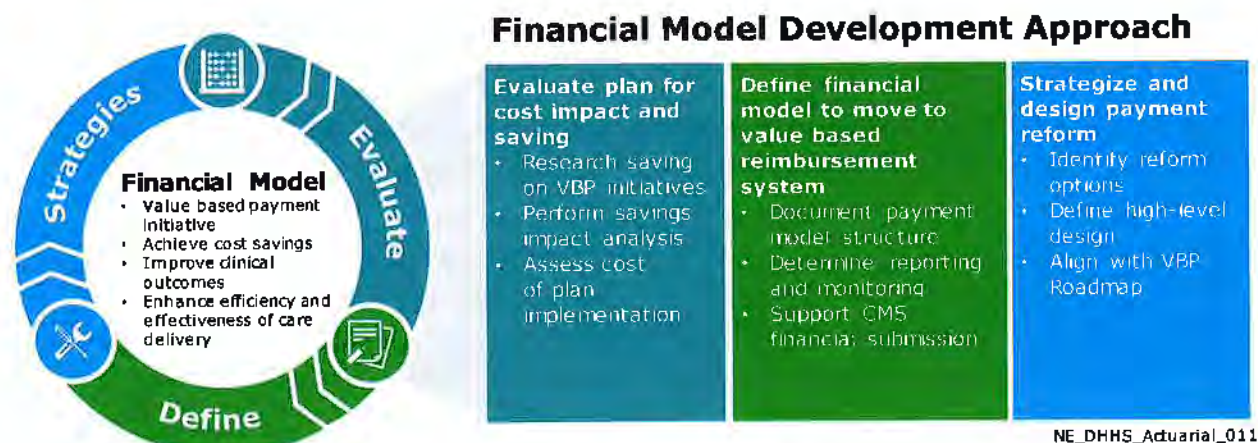 Financial Model Development Approach
Strategies
Evaluate
Define
Financial Model
• Value based payment
initiative
• Achieve cost savings
• Improve clinical
outcomes
• Enhance efficiency and
effectiveness of care
delivery
Evaluate plan for
cost impact and
saving
• Research saving
on VBP initiatives
• Perform savings
impact analysis
• Assess cost
of plan
implementation
Define financial
model to move to
value based
reimbursement
system
• Document payment
model structure
• Determine reporting
and monitoring
• Support CMS
financial submission
Strategize and
design payment
reform
• Identify reform
options
• Define high-level
design
• Align with VBP
Roadmap
NE_DHHS_Actuarial_011